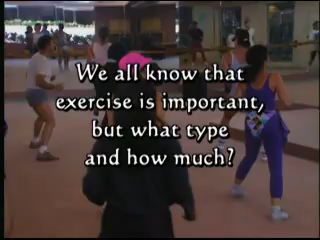 We all know that
exercise is important,
but what type
and how much?